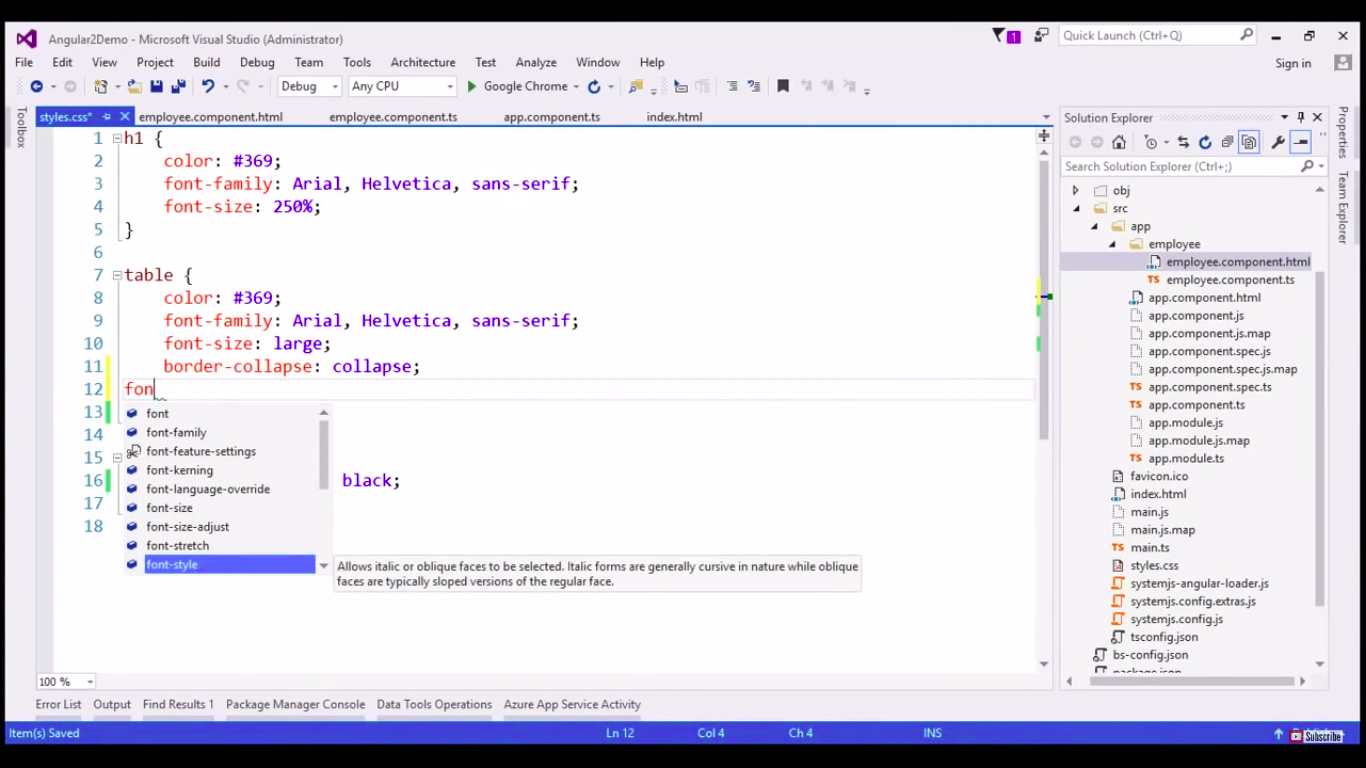 Angular2Demo - Microsoft Visual Studio (Administrator)
1
Quick Launch (Ctrl+Q)
File Edit View Project Build Debug Team Tools Architecture Test Analyze Window Help
Sign in
Debug Any CPU Google Chrome
Toolbox
styles.css* employee.component.html employee.component.ts app.component.ts index.html
1 h1 {
2 color: #369;
3 font-family: Arial, Helvetica, sans-serif;
4 font-size: 250%;
5 }
6
7 table {
8 color: #369;
9 font-family: Arial, Helvetica, sans-serif;
10 font-size: large;
11 border-collapse: collapse;
12 fon
13
14
15
16 black;
17
18
font
font-family
font-feature-settings
font-kerning
font-language-override
font-size
font-size-adjust
font-stretch
font-style
Allows italic or oblique faces to be selected. Italic forms are generally cursive in nature while oblique
faces are typically sloped versions of the regular face.
100 %
Solution Explorer
Search Solution Explorer (Ctrl+;)
obj
src
app
employee
employee.component.html
TS employee.component.ts
app.component.html
app.component.js
app.component.js.map
app.component.spec.js
app.component.spec.js.map
TS app.component.spec.ts
TS app.component.ts
app.module.js
app.module.js.map
TS app.module.ts
favicon.ico
index.html
main.js
main.js.map
TS main.ts
styles.css
systemjs-angular-loader.js
systemjs.config.extras.js
systemjs.config.js
tsconfig.json
bs-config.json
package.json
Properties
Team Explorer
Error List Output Find Results 1 Package Manager Console Data Tools Operations Azure App Service Activity
Item(s) Saved Ln 12 Col 4 Ch 4 INS
Subscribe